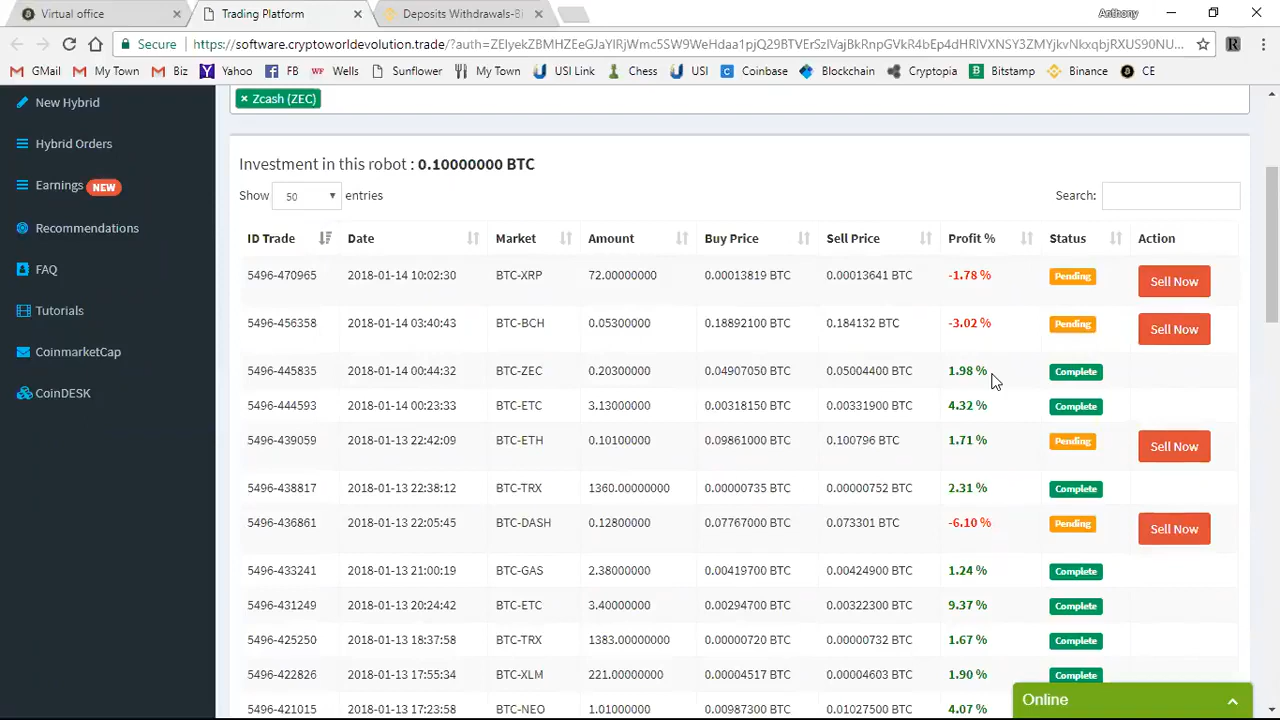 Virtual office
Trading Platform
Deposits Withdrawals-Bi
Anthony
Secure
https://software.cryptoworldevolution.trade/?auth=
GMail My Town Biz Yahoo FB Wells Sunflower My Town USI Link Chess USI Coinbase Blockchain Cryptopia Bitstamp Binance CE
New Hybrid
Hybrid Orders
Earnings NEW
Recommendations
FAQ
Tutorials
CoinmarketCap
CoinDESK
× Zcash (ZEC)
Investment in this robot : 0.10000000 BTC
Show 50 entries
Search:
ID Trade Date Market Amount Buy Price Sell Price Profit % Status Action
5496-470965 2018-01-14 10:02:30 BTC-XRP 72.00000000 0.00013819 BTC 0.00013641 BTC -1.78 % Pending Sell Now
5496-456358 2018-01-14 03:40:43 BTC-BCH 0.05300000 0.18892100 BTC 0.184132 BTC -3.02 % Pending Sell Now
5496-445835 2018-01-14 00:44:32 BTC-ZEC 0.20300000 0.04907050 BTC 0.05004400 BTC 1.98 % Complete
5496-444593 2018-01-14 00:23:33 BTC-ETC 3.13000000 0.00318150 BTC 0.00331900 BTC 4.32 % Complete
5496-439059 2018-01-13 22:42:09 BTC-ETH 0.10100000 0.09861000 BTC 0.100796 BTC 1.71 % Pending Sell Now
5496-438817 2018-01-13 22:38:12 BTC-TRX 1360.00000000 0.00000735 BTC 0.00000752 BTC 2.31 % Complete
5496-436861 2018-01-13 22:05:45 BTC-DASH 0.12800000 0.07767000 BTC 0.073301 BTC -6.10 % Pending Sell Now
5496-433241 2018-01-13 21:00:19 BTC-GAS 2.38000000 0.00419700 BTC 0.00424900 BTC 1.24 % Complete
5496-431249 2018-01-13 20:24:42 BTC-ETC 3.40000000 0.00294700 BTC 0.00322300 BTC 9.37 % Complete
5496-425250 2018-01-13 18:37:58 BTC-TRX 1383.00000000 0.00000720 BTC 0.00000732 BTC 1.67 % Complete
5496-422826 2018-01-13 17:55:34 BTC-XLM 221.00000000 0.00004517 BTC 0.00004603 BTC 1.90 % Complete
5496-421015 2018-01-13 17:23:58 BTC-NEO 1.01000000 0.00987300 BTC 0.01027500 BTC 4.07 %
Online